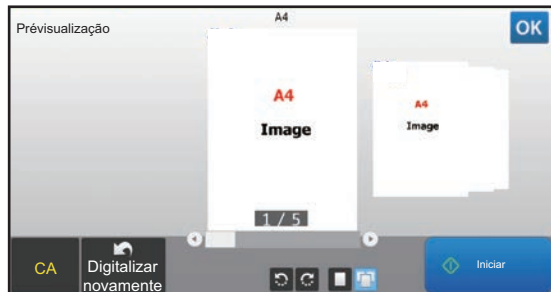 A4
Prévisualização
OK
A4
Image
A4
Image
1 / 5
CA
Digitalizar
novamente
Iniciar